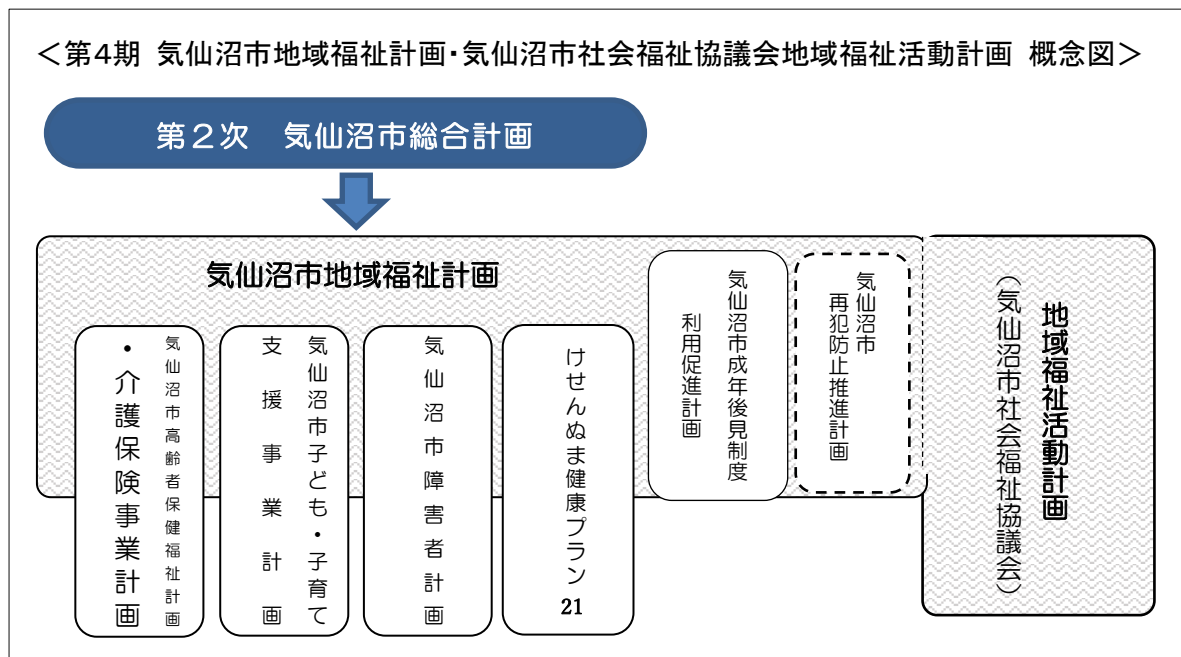 ＜第4期 気仙沼市地域福祉計画・気仙沼市社会福祉協議会地域福祉活動計画 概念図＞
第２次 気仙沼市総合計画
気仙沼市地域福祉計画
気仙沼市高齢者保健福祉計画
・介護保険事業計画
気仙沼市子ども・子育て
支援事業計画
気仙沼市障害者計画
けせんぬま健康プラン21
気仙沼市成年後見制度
利用促進計画
気仙沼市
再犯防止推進計画
地域福祉活動計画
（気仙沼市社会福祉協議会）